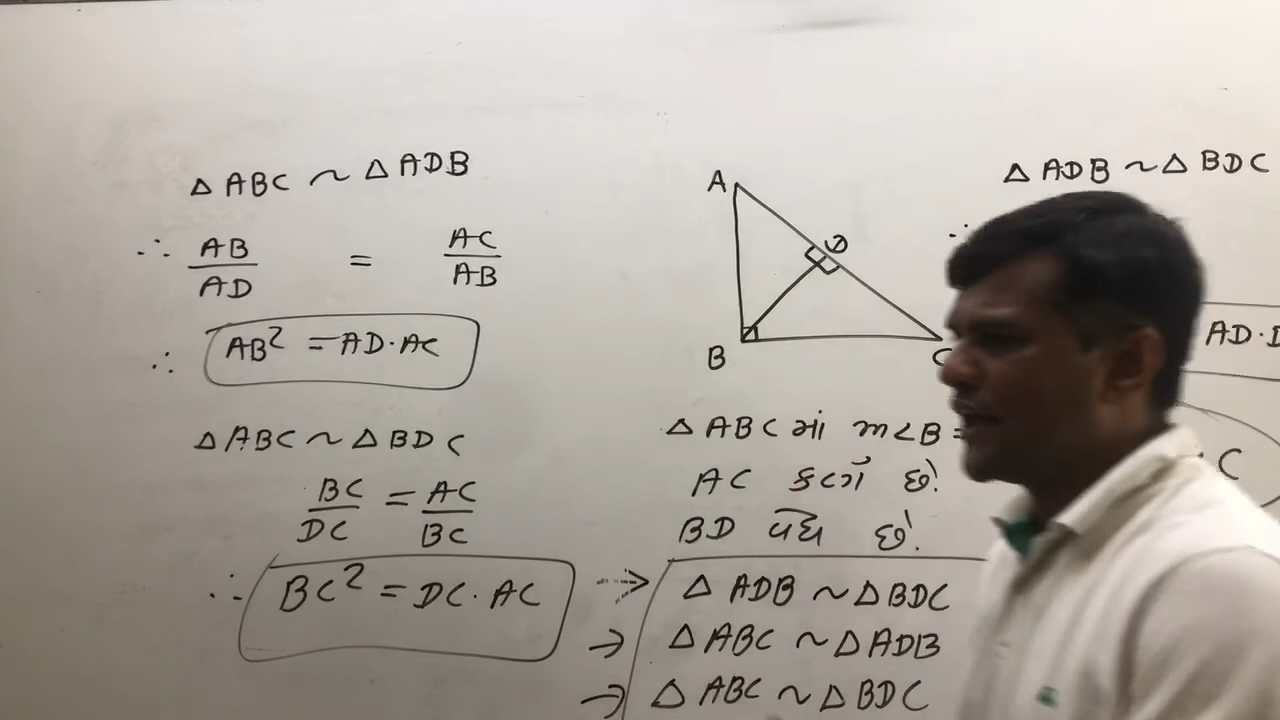 △ ABC ~ △ ADB
∴ AB/AD = AC/AB
∴ AB² = AD·AC
△ ABC ~ △ BDC
BC/DC = AC/BC
∴ BC² = DC·AC
A
D
B
C
△ ABC માં m∠B =
AC કર્ણ છે.
BD વેધ છે.
→ △ ADB ~ △ BDC
→ △ ABC ~ △ ADB
→ △ ABC ~ △ BDC
△ ADB ~ △ BDC
∴
AD·
C